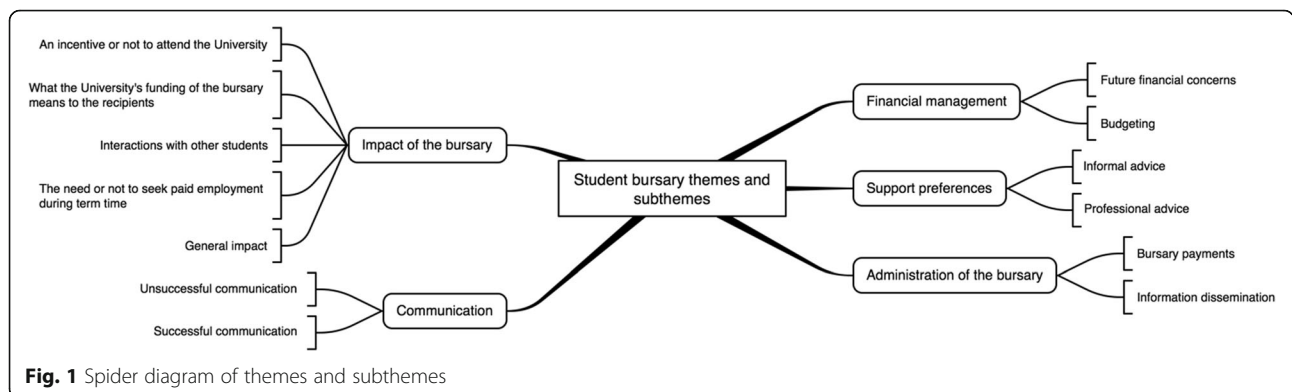 An incentive or not to attend the University
What the University's funding of the bursary
means to the recipients
Interactions with other students
The need or not to seek paid employment
during term time
General impact
Impact of the bursary
Unsuccessful communication
Successful communication
Communication
Student bursary themes and
subthemes
Financial management
Future financial concerns
Budgeting
Support preferences
Informal advice
Professional advice
Administration of the bursary
Bursary payments
Information dissemination
Fig. 1 Spider diagram of themes and subthemes